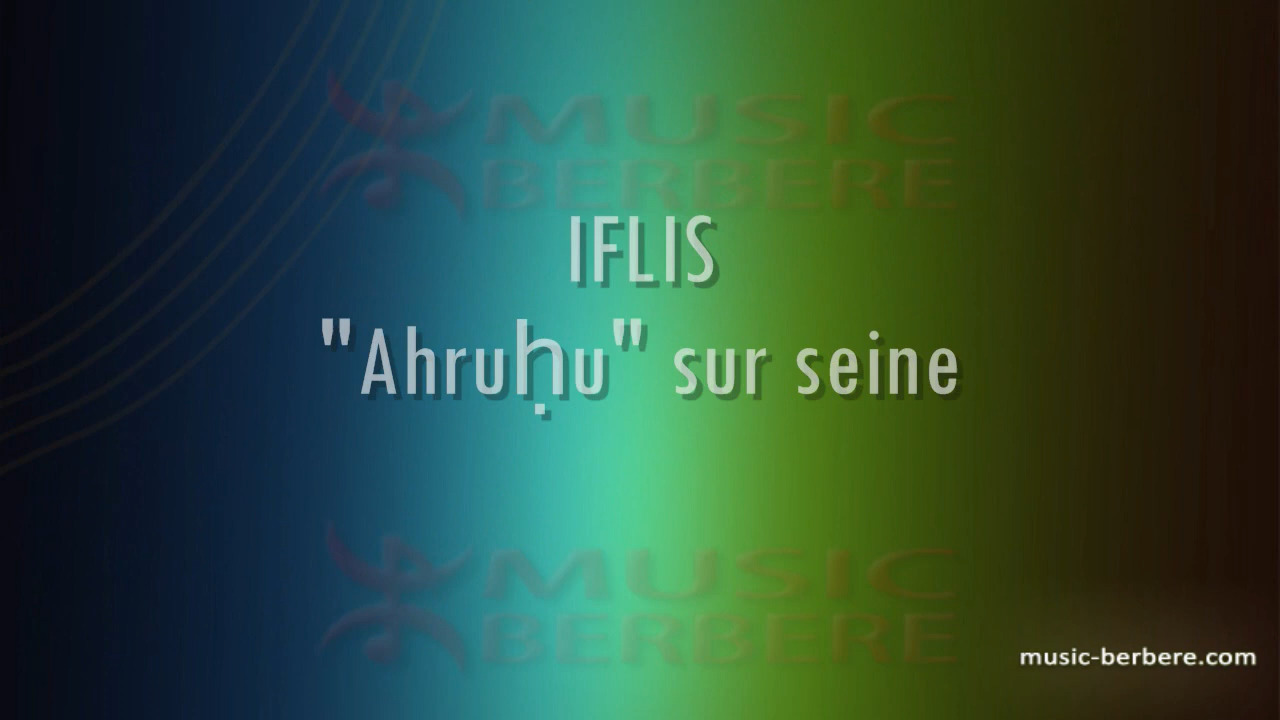 MUSIC
BERBERE
IFLIS
"Ahruḥu" sur seine
MUSIC
BERBERE
music-berbere.com